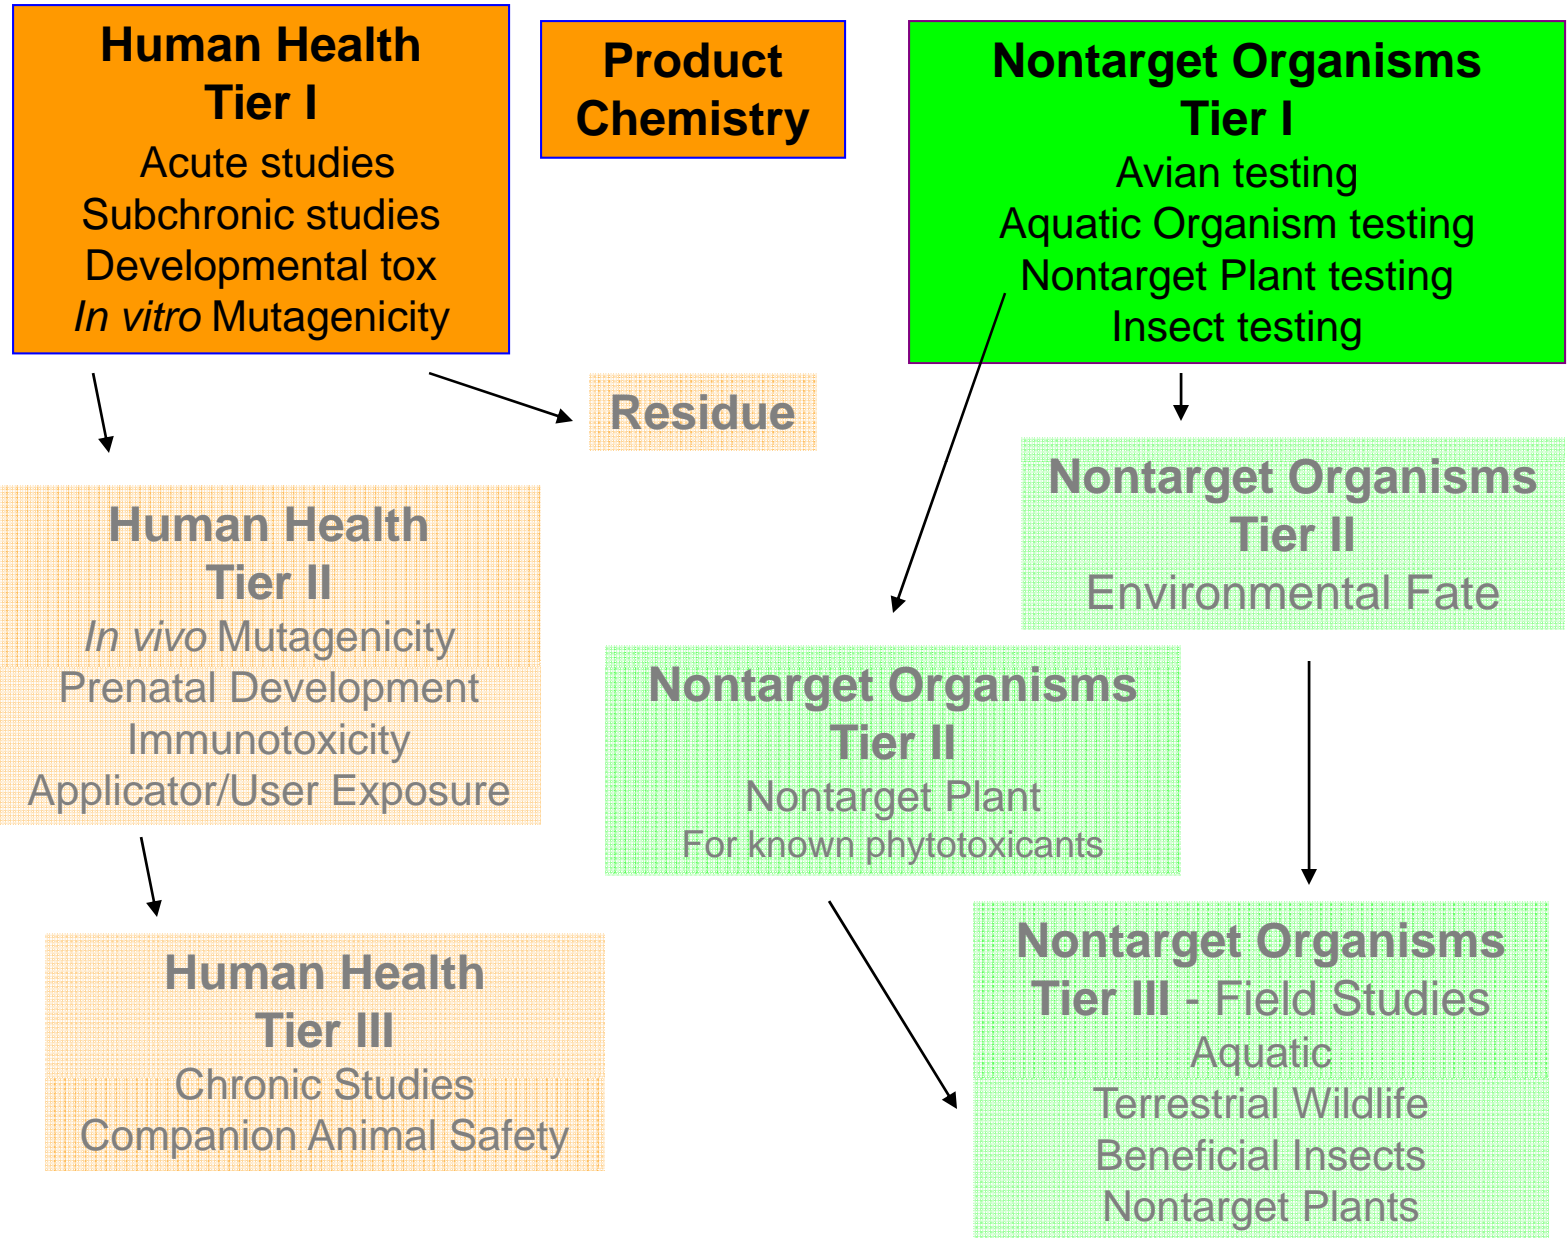 Human Health
Tier I
Acute studies
Subchronic studies
Developmental tox
In vitro Mutagenicity
Product
Chemistry
Nontarget Organisms
Tier I
Avian testing
Aquatic Organism testing
Nontarget Plant testing
Insect testing
Residue
Human Health
Tier II
In vivo Mutagenicity
Prenatal Development
Immunotoxicity
Applicator/User Exposure
Nontarget Organisms
Tier II
Environmental Fate
Nontarget Organisms
Tier II
Nontarget Plant
For known phytotoxicants
Human Health
Tier III
Chronic Studies
Companion Animal Safety
Nontarget Organisms
Tier III - Field Studies
Aquatic
Terrestrial Wildlife
Beneficial Insects
Nontarget Plants